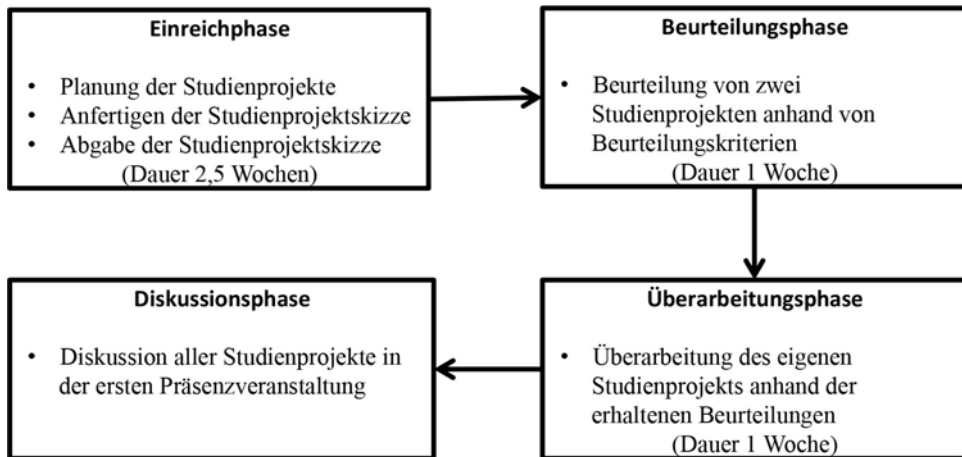 Einreichphase
• Planung der Studienprojekte
• Anfertigen der Studienprojektskizze
• Abgabe der Studienprojektskizze
(Dauer 2,5 Wochen)
Beurteilungsphase
• Beurteilung von zwei
Studienprojekten anhand von
Beurteilungskriterien
(Dauer 1 Woche)
Überarbeitungsphase
• Überarbeitung des eigenen
Studienprojekts anhand der
erhaltenen Beurteilungen
(Dauer 1 Woche)
Diskussionsphase
• Diskussion aller Studienprojekte in
der ersten Präsenzveranstaltung